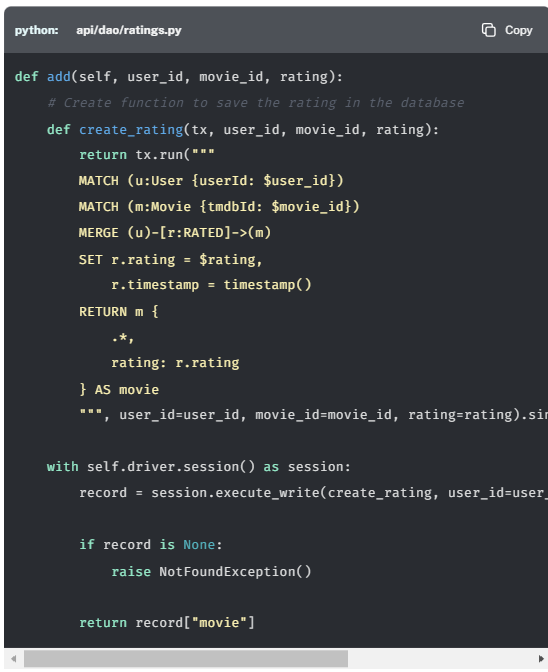 python: api/dao/ratings.py Copy
def add(self, user_id, movie_id, rating):
    # Create function to save the rating in the database
    def create_rating(tx, user_id, movie_id, rating):
        return tx.run("""
        MATCH (u:User {userId: $user_id})
        MATCH (m:Movie {tmdbId: $movie_id})
        MERGE (u)-[r:RATED]->(m)
        SET r.rating = $rating,
            r.timestamp = timestamp()
        RETURN m {
            .*,
            rating: r.rating
        } AS movie
        """, user_id=user_id, movie_id=movie_id, rating=rating).sin
    with self.driver.session() as session:
        record = session.execute_write(create_rating, user_id=user_
        if record is None:
            raise NotFoundException()
        return record["movie"]